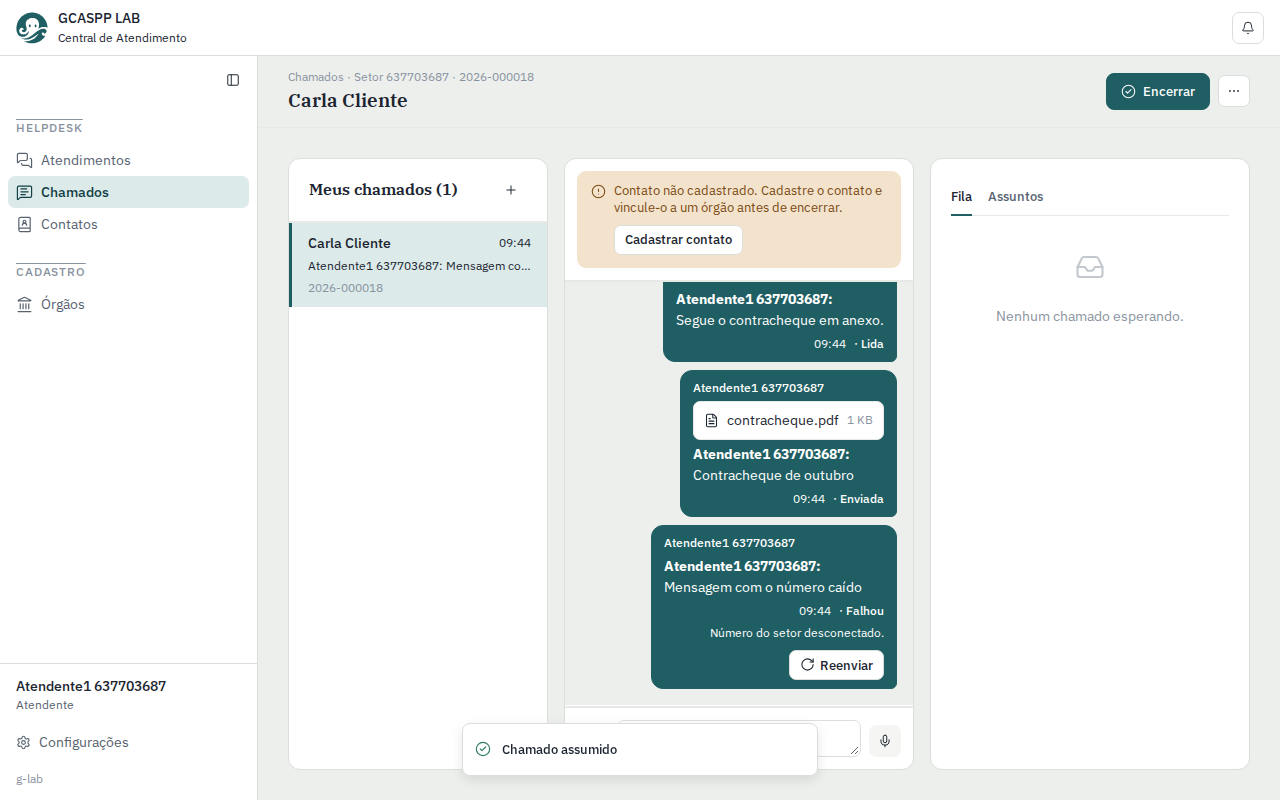 GCASPP LAB
Central de Atendimento
HELPDESK
Atendimentos
Chamados
Contatos
CADASTRO
Órgãos
Atendente1 637703687
Atendente
Configurações
g-lab
Chamados · Setor 637703687 · 2026-000018
Carla Cliente
Encerrar
Meus chamados (1)
Carla Cliente 09:44
Atendente1 637703687: Mensagem co...
2026-000018
Contato não cadastrado. Cadastre o contato e
vincule-o a um órgão antes de encerrar.
Cadastrar contato
Atendente1 637703687:
Segue o contracheque em anexo.
09:44 · Lida
Atendente1 637703687
contracheque.pdf 1 KB
Atendente1 637703687:
Contracheque de outubro
09:44 · Enviada
Atendente1 637703687
Atendente1 637703687:
Mensagem com o número caído
09:44 · Falhou
Número do setor desconectado.
Reenviar
Chamado assumido
Fila Assuntos
Nenhum chamado esperando.